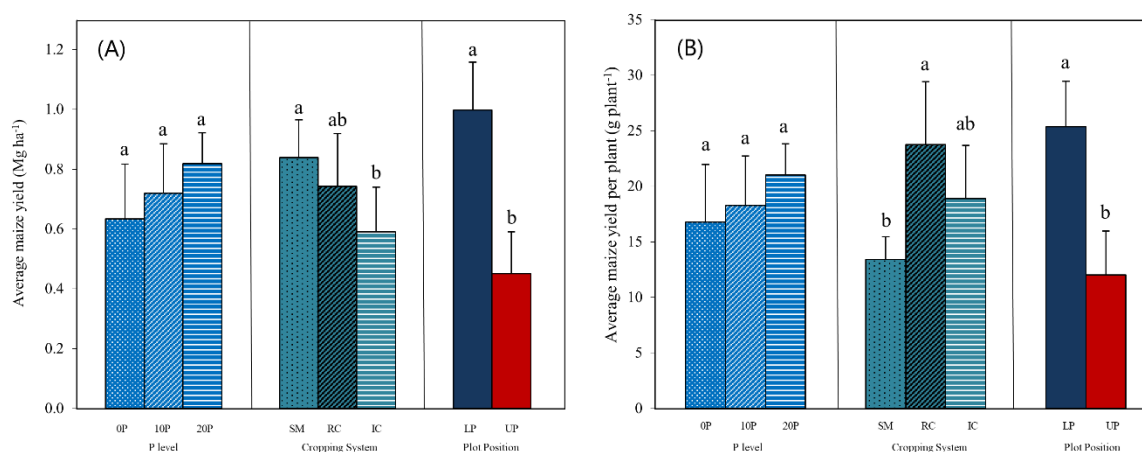 (A)
Average maize yield (Mg ha⁻¹)
1.2
1.0
0.8
0.6
0.4
0.2
0.0
a
a
a
a
ab
b
a
b
0P 10P 20P SM RC IC LP UP
P level Cropping System Plot Position
(B)
Average maize yield per plant (g plant⁻¹)
35
30
25
20
15
10
5
0
a
a
a
b
a
ab
a
b
0P 10P 20P SM RC IC LP UP
P level Cropping System Plot Position